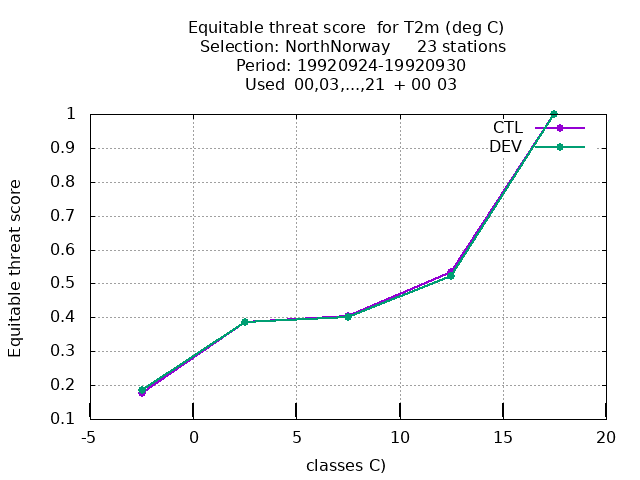 Equitable threat score  for T2m (deg C)
Selection: NorthNorway     23 stations
Period: 19920924-19920930
Used  00,03,...,21  + 00 03
1
0.9
0.8
0.7
0.6
0.5
0.4
0.3
0.2
0.1
Equitable threat score
CTL
DEV
-5
0
5
10
15
20
classes C)